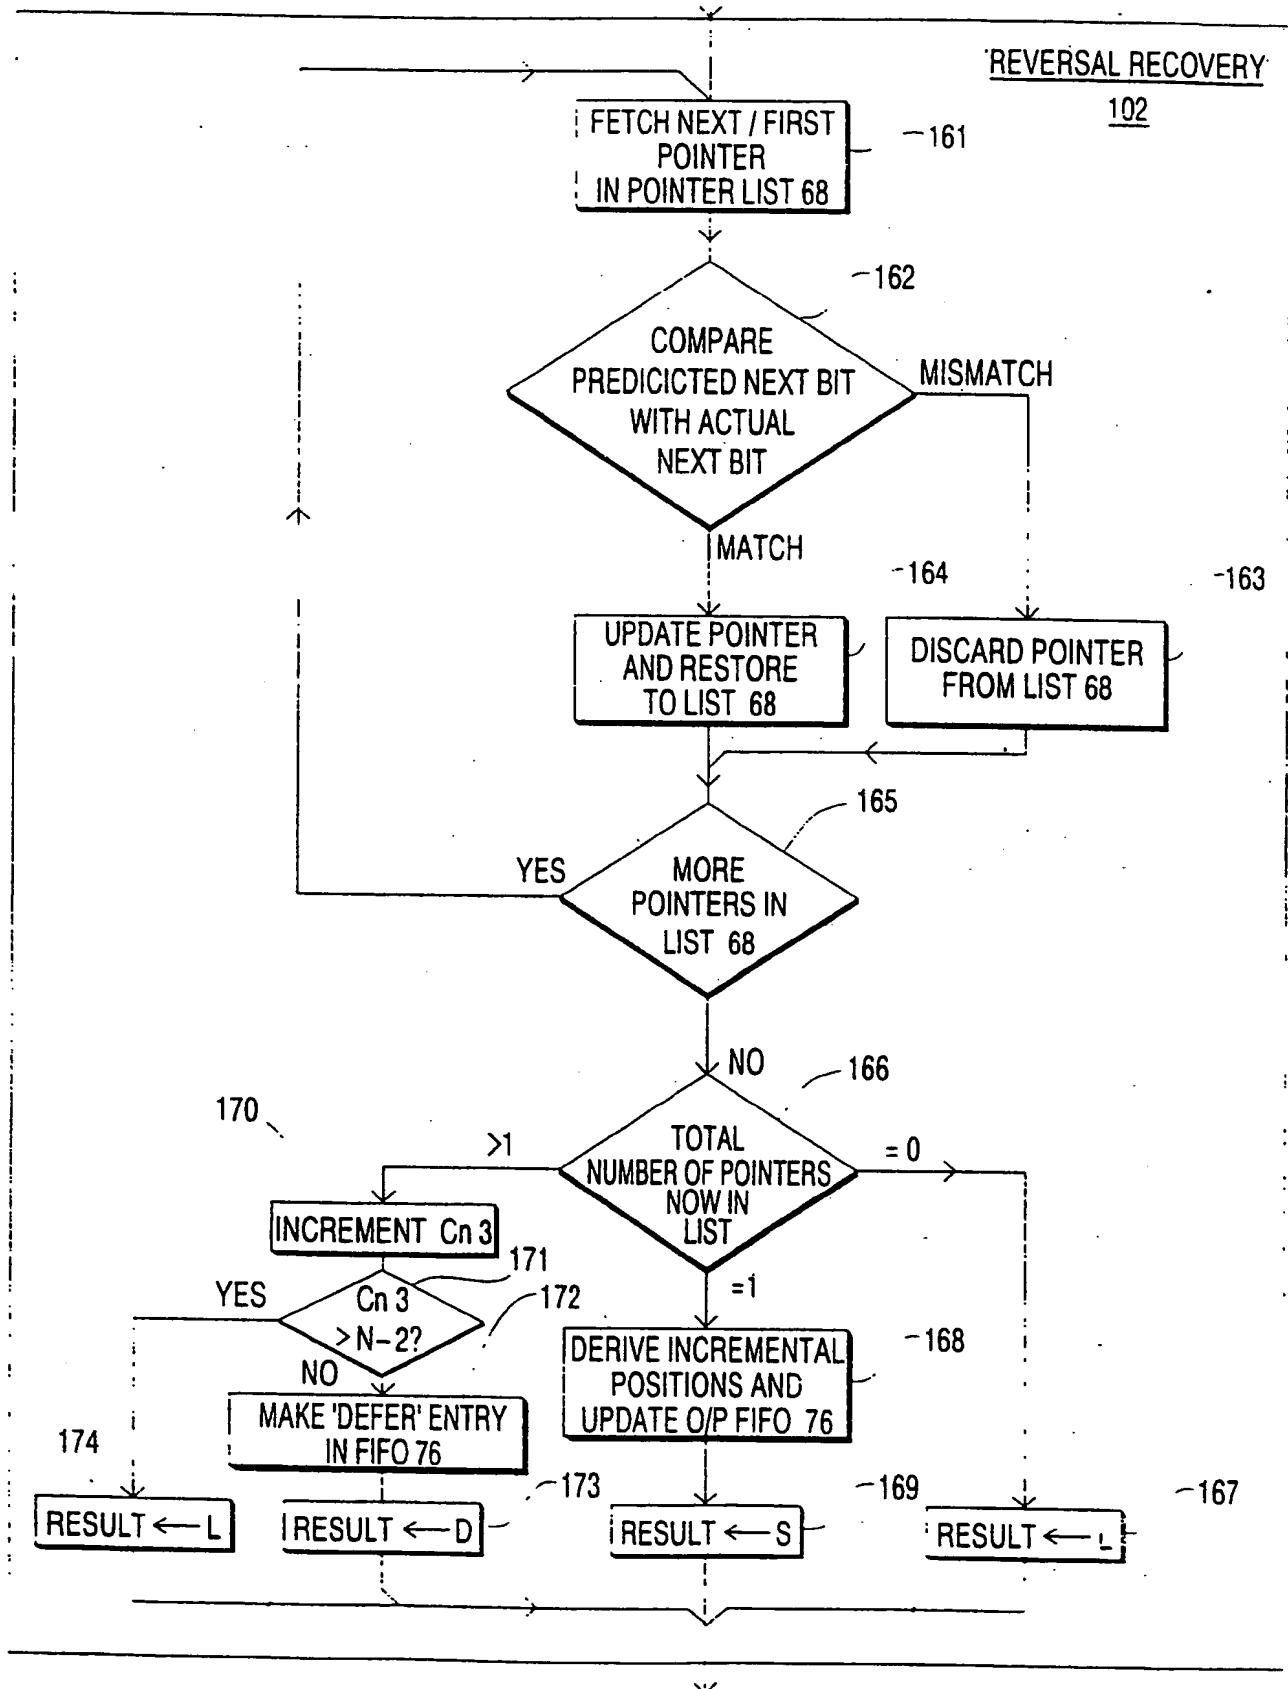 REVERSAL RECOVERY
102
FETCH NEXT / FIRST
POINTER
IN POINTER LIST 68
161
162
COMPARE
PREDICICTED NEXT BIT
WITH ACTUAL
NEXT BIT
MISMATCH
MATCH
164
163
UPDATE POINTER
AND RESTORE
TO LIST 68
DISCARD POINTER
FROM LIST 68
165
YES
MORE
POINTERS IN
LIST 68
NO
166
170
>1
TOTAL
NUMBER OF POINTERS
NOW IN
LIST
= 0
INCREMENT Cn 3
171
YES
Cn 3
> N-2?
172
=1
NO
DERIVE INCREMENTAL
POSITIONS AND
UPDATE O/P FIFO 76
168
MAKE 'DEFER' ENTRY
IN FIFO 76
174
173
169
167
RESULT ← L
RESULT ← D
RESULT ← S
RESULT ← L